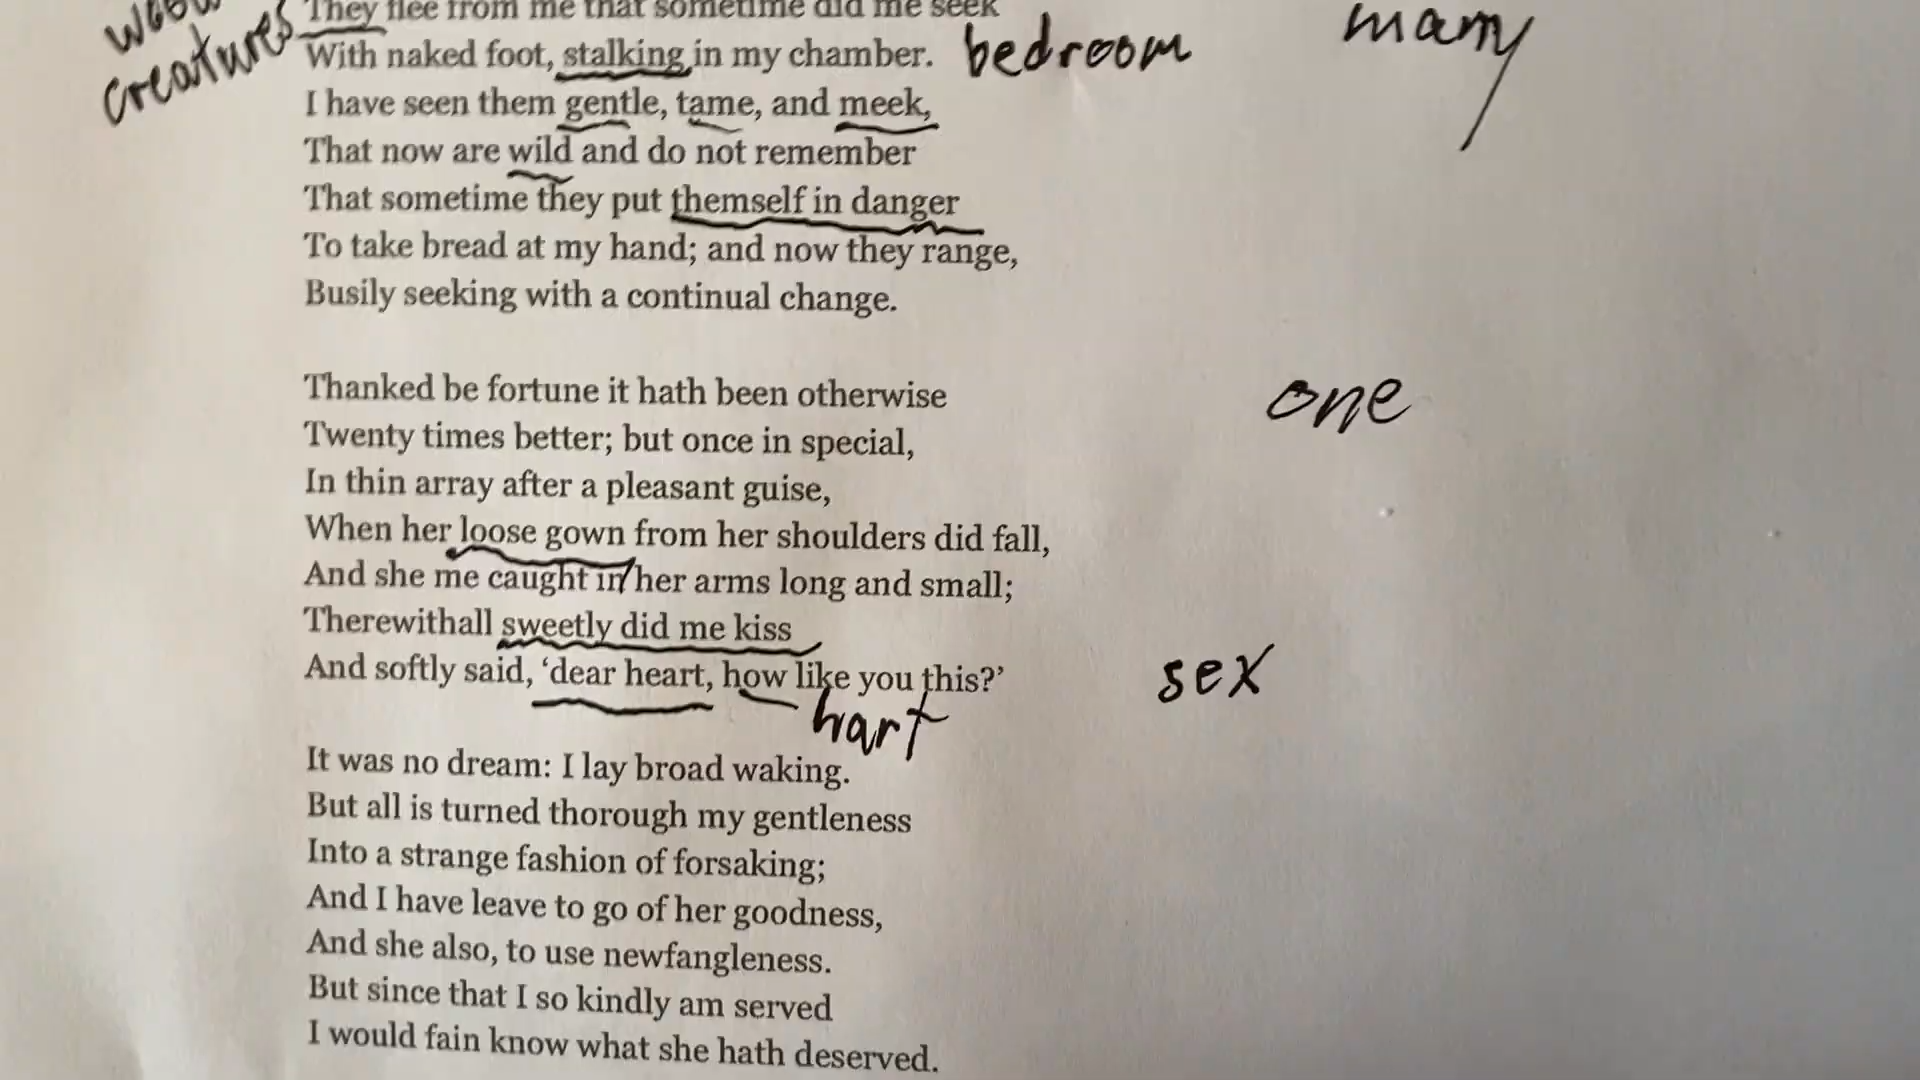 creatures
They flee from me that sometime did me seek
With naked foot, stalking in my chamber. bedroom
many
I have seen them gentle, tame, and meek,
That now are wild and do not remember
That sometime they put themself in danger
To take bread at my hand; and now they range,
Busily seeking with a continual change.
Thanked be fortune it hath been otherwise
one
Twenty times better; but once in special,
In thin array after a pleasant guise,
When her loose gown from her shoulders did fall,
And she me caught in her arms long and small;
Therewithall sweetly did me kiss
And softly said, ‘dear heart, how like you this?’
sex
hart
It was no dream: I lay broad waking.
But all is turned thorough my gentleness
Into a strange fashion of forsaking;
And I have leave to go of her goodness,
And she also, to use newfangleness.
But since that I so kindly am served
I would fain know what she hath deserved.